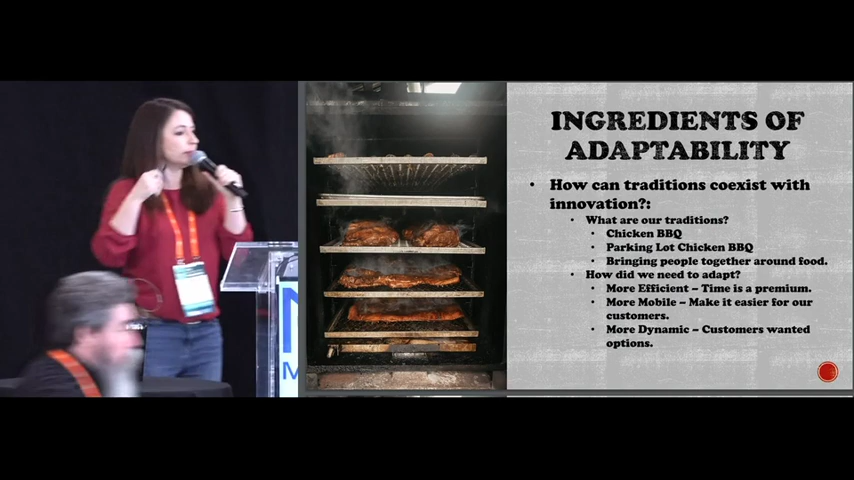 INGREDIENTS OF
ADAPTABILITY
• How can traditions coexist with
innovation?:
• What are our traditions?
• Chicken BBQ
• Parking Lot Chicken BBQ
• Bringing people together around food.
• How did we need to adapt?
• More Efficient – Time is a premium.
• More Mobile – Make it easier for our
customers.
• More Dynamic – Customers wanted
options.